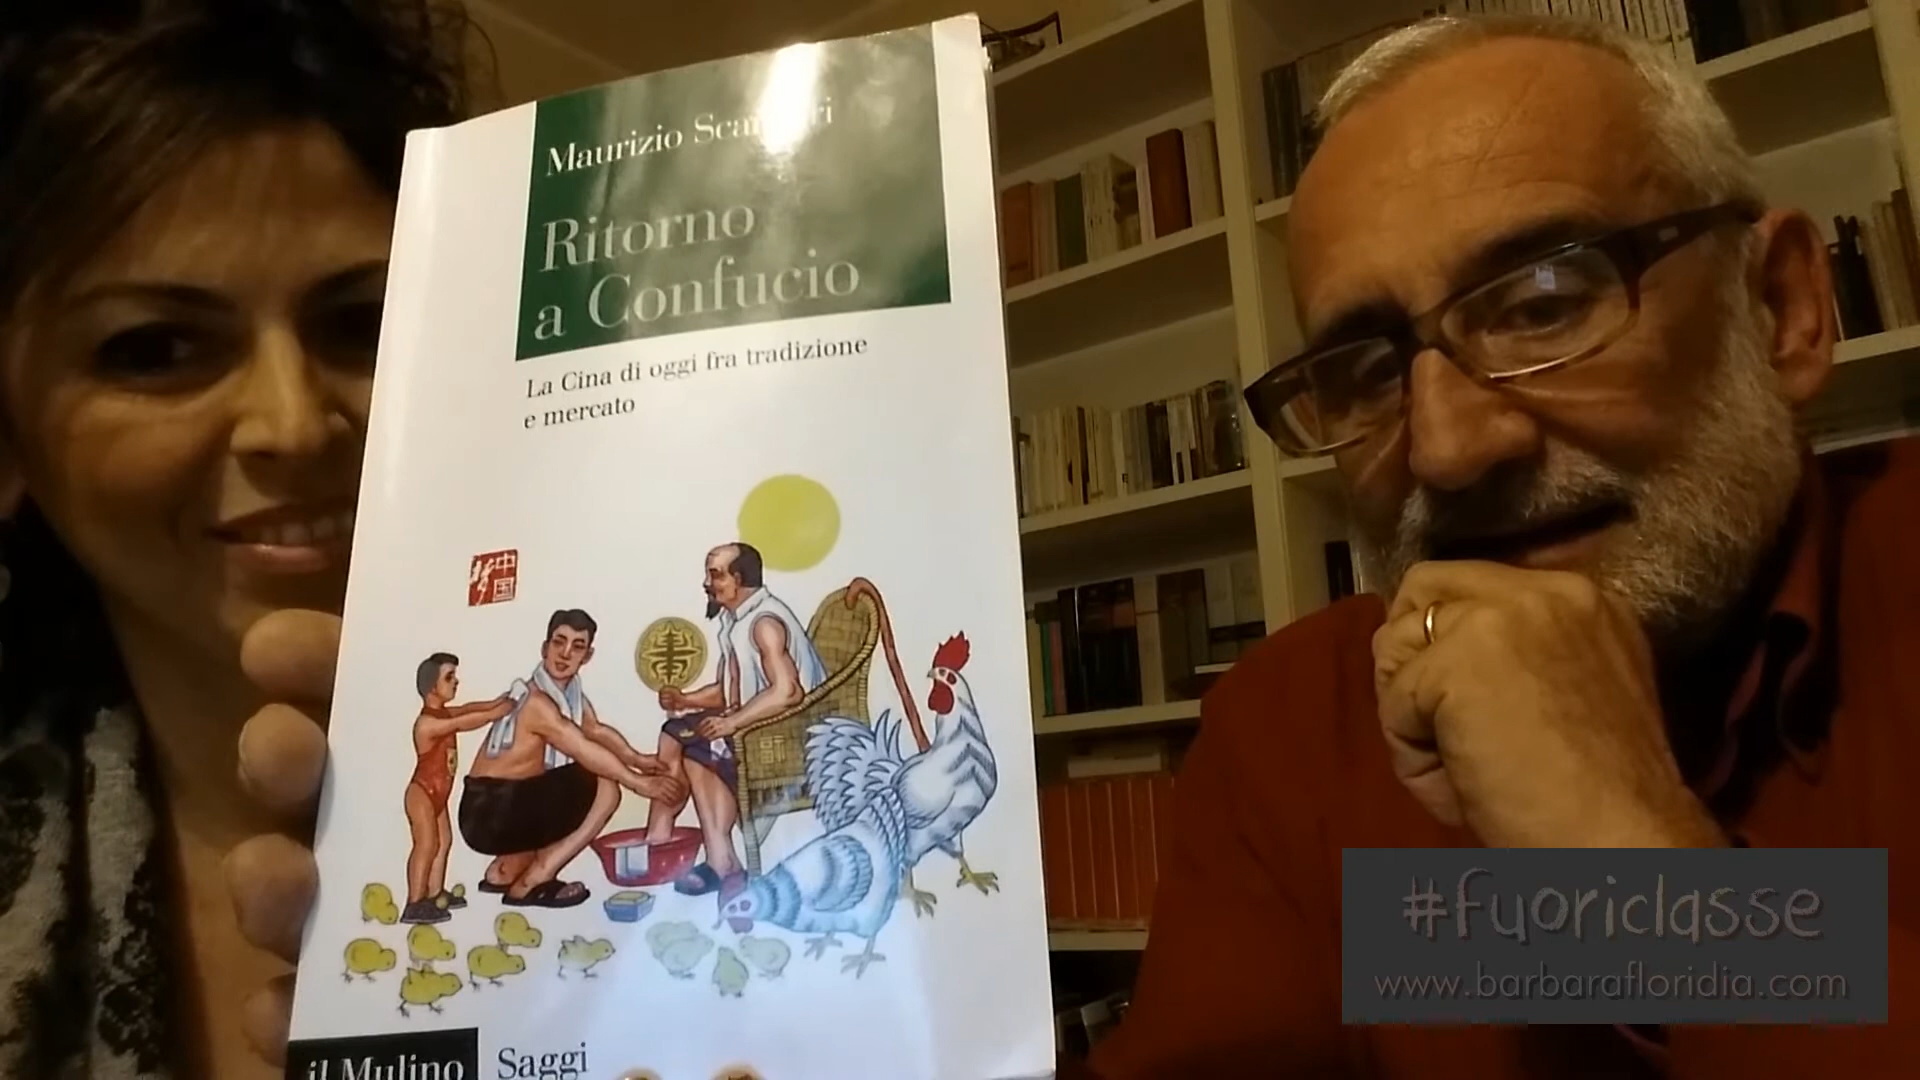 Maurizio
Ritorno
a Confucio
La Cina di oggi fra tradizione
e mercato
中
国
il Mulino
Saggi
#fuoriclasse
www.barbarafloridia.com